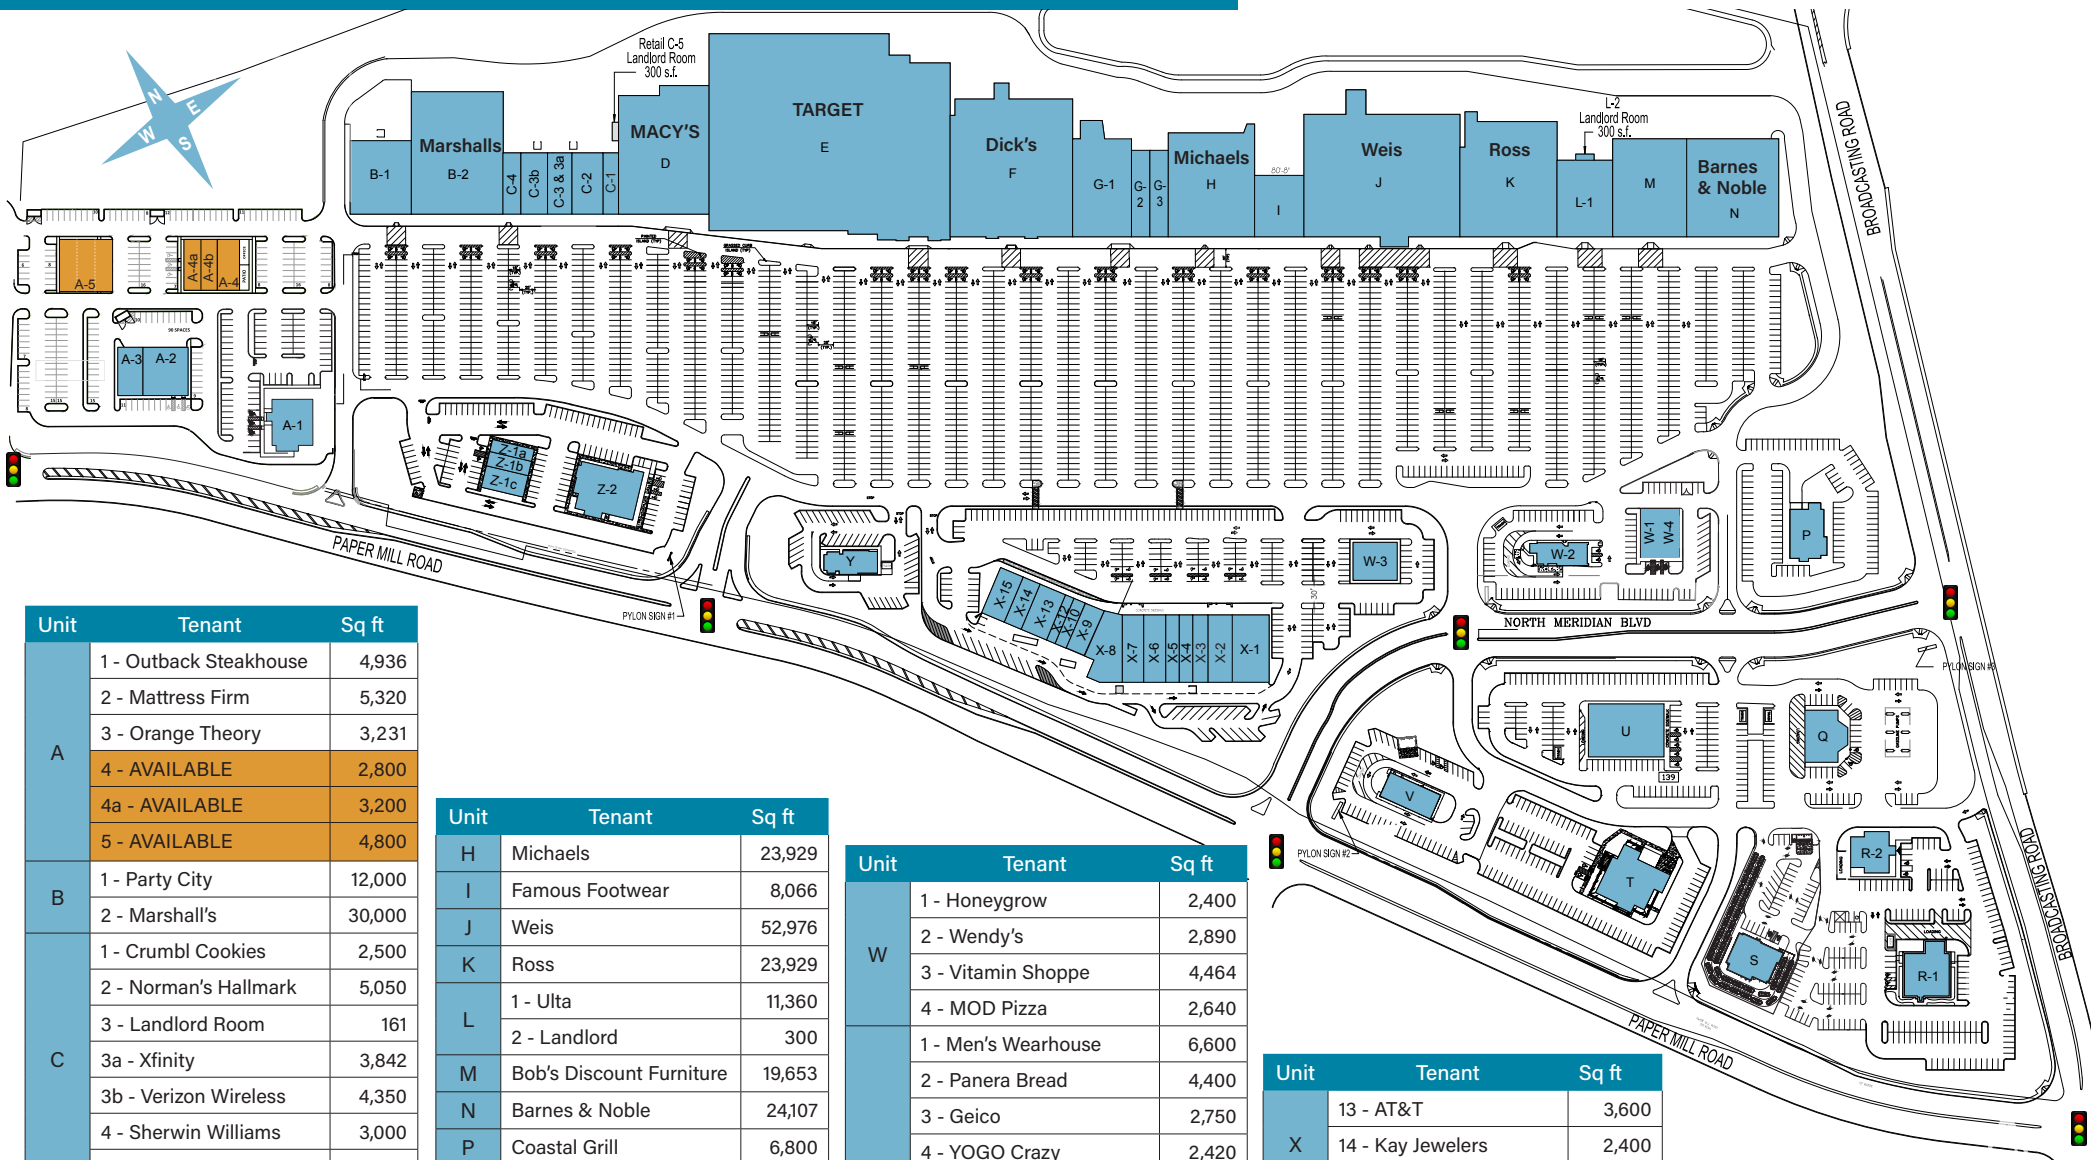 Retail C-5
Landlord Room
300 s.f.
N
E
W
S
TARGET
E
MACY'S
D
Marshalls
B-2
B-1
C-4
C-3b
C-3 & 3a
C-2
C-1
Dick's
F
G-1
G-2
G-3
Michaels
H
80'-8"
I
Weis
J
Ross
K
L-2
Landlord Room
300 s.f.
L-1
M
Barnes
& Noble
N
BROADCASTING ROAD
A-5
A-4a
A-4b
A-4
PATIO
98 SPACES
A-3
A-2
A-1
Z-1a
Z-1b
Z-1c
Z-2
PAPER MILL ROAD
PYLON SIGN #1
Y
X-15
X-14
X-13
X-12
X-10
X-9
X-8
X-7
X-6
X-5
X-4
X-3
X-2
X-1
30'
W-3
W-2
W-1
W-4
P
NORTH MERIDIAN BLVD
PYLON SIGN #3
U
139
Q
V
PYLON SIGN #2
T
S
R-2
LOADING
LOADING
R-1
BROADCASTING ROAD
PAPER MILL ROAD
Unit Tenant Sq ft
A
1 - Outback Steakhouse 4,936
2 - Mattress Firm 5,320
3 - Orange Theory 3,231
4 - AVAILABLE 2,800
4a - AVAILABLE 3,200
5 - AVAILABLE 4,800
B
1 - Party City 12,000
2 - Marshall's 30,000
C
1 - Crumbl Cookies 2,500
2 - Norman's Hallmark 5,050
3 - Landlord Room 161
3a - Xfinity 3,842
3b - Verizon Wireless 4,350
4 - Sherwin Williams 3,000
Unit Tenant Sq ft
H Michaels 23,929
I Famous Footwear 8,066
J Weis 52,976
K Ross 23,929
L
1 - Ulta 11,360
2 - Landlord 300
M Bob's Discount Furniture 19,653
N Barnes & Noble 24,107
P Coastal Grill 6,800
Unit Tenant Sq ft
W
1 - Honeygrow 2,400
2 - Wendy's 2,890
3 - Vitamin Shoppe 4,464
4 - MOD Pizza 2,640
1 - Men's Wearhouse 6,600
2 - Panera Bread 4,400
3 - Geico 2,750
4 - YOGO Crazy 2,420
Unit Tenant Sq ft
X
13 - AT&T 3,600
14 - Kay Jewelers 2,400